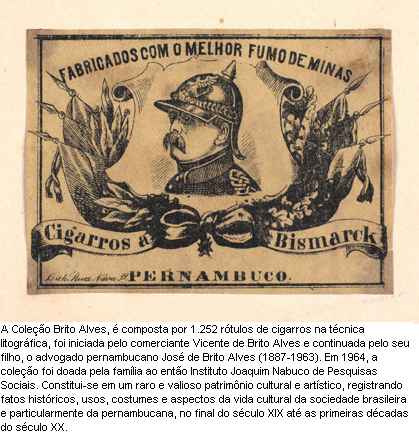 FABRICADOS COM O MELHOR FUMO DE MINAS
Cigarros a Bismarck
PERNAMBUCO.
A Coleção Brito Alves, é composta por 1.252 rótulos de cigarros na técnica
litográfica, foi iniciada pelo comerciante Vicente de Brito Alves e continuada pelo seu
filho, o advogado pernambucano José de Brito Alves (1887-1963). Em 1964, a
coleção foi doada pela família ao então Instituto Joaquim Nabuco de Pesquisas
Sociais. Constitui-se em um raro e valioso patrimônio cultural e artístico, registrando
fatos históricos, usos, costumes e aspectos da vida cultural da sociedade brasileira
e particularmente da pernambucana, no final do século XIX até as primeiras décadas
do século XX.